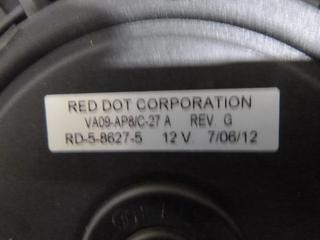 RED DOT CORPORATION
VA09-AP8/C-27 A REV. G
RD-5-8627-5 12 V 7/06/12